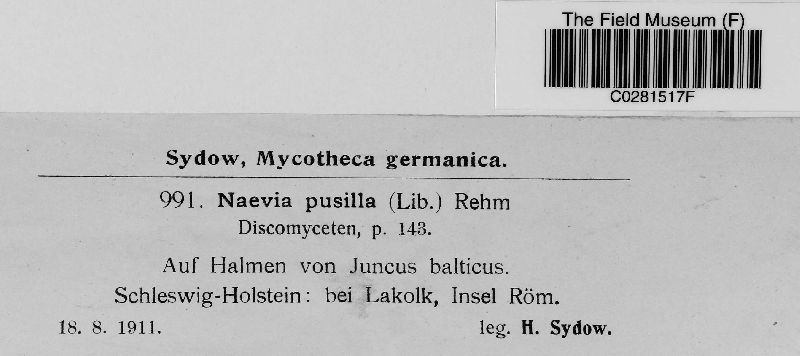 The Field Museum (F)
C0281517F
Sydow, Mycotheca germanica.
991. Naevia pusilla (Lib.) Rehm
Discomyceten, p. 143.
Auf Halmen von Juncus balticus.
Schleswig-Holstein: bei Lakolk, Insel Röm.
18. 8. 1911. leg. H. Sydow.